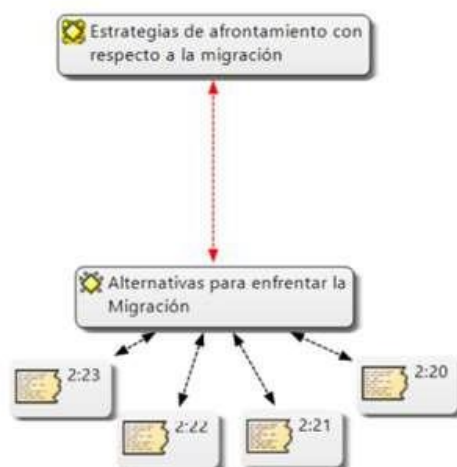 Estrategias de afrontamiento con
respecto a la migración
Alternativas para enfrentar la
Migración
2:23
2:22
2:21
2:20